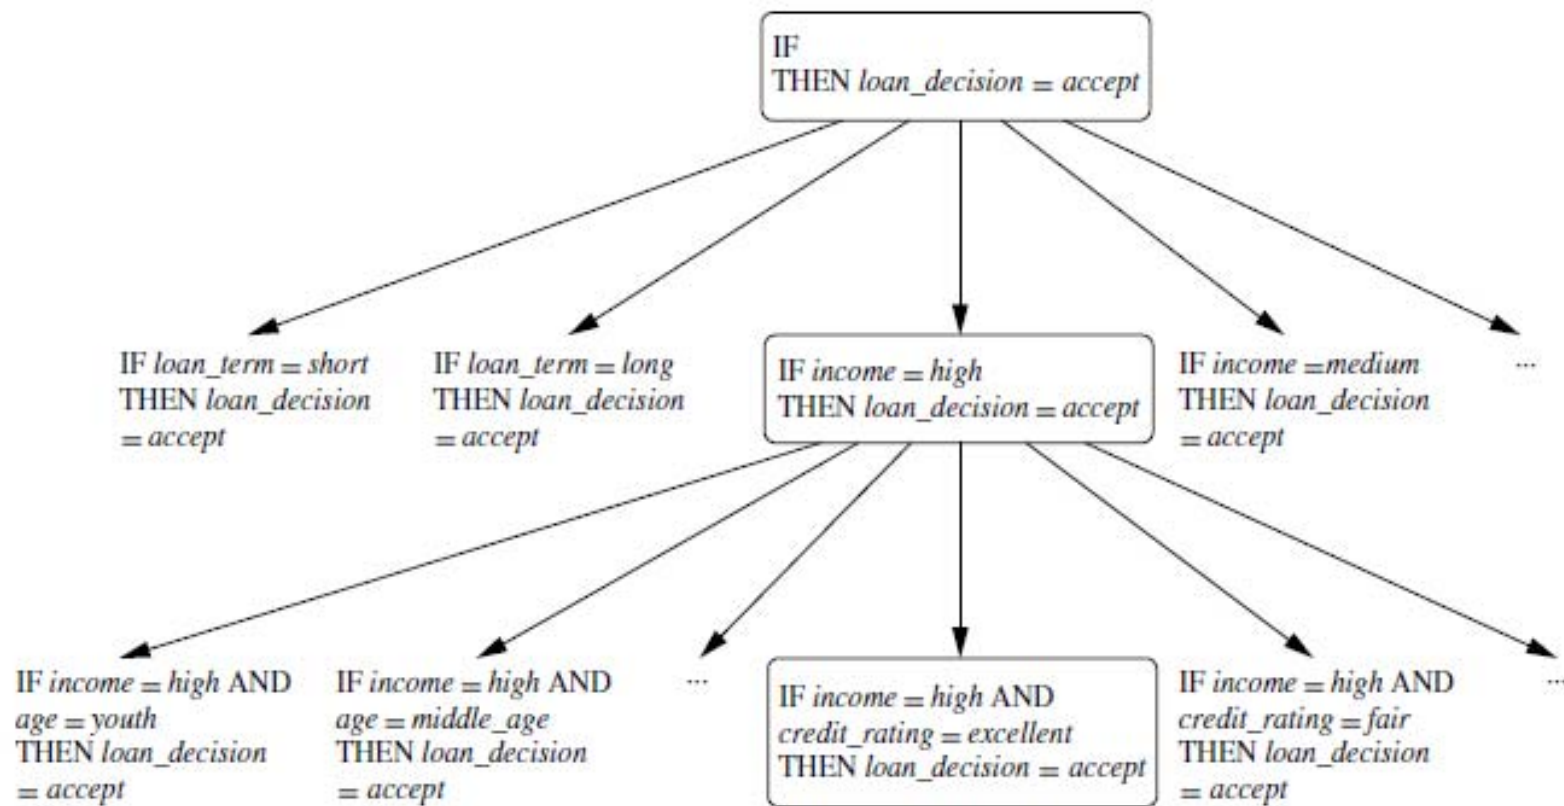 IF
THEN loan_decision = accept
IF loan_term = short
THEN loan_decision
= accept
IF loan_term = long
THEN loan_decision
= accept
IF income = high
THEN loan_decision = accept
IF income =medium
THEN loan_decision
= accept
...
IF income = high AND
age = youth
THEN loan_decision
= accept
IF income = high AND
age = middle_age
THEN loan_decision
= accept
...
IF income = high AND
credit_rating = excellent
THEN loan_decision = accept
IF income = high AND
credit_rating = fair
THEN loan_decision
= accept
...